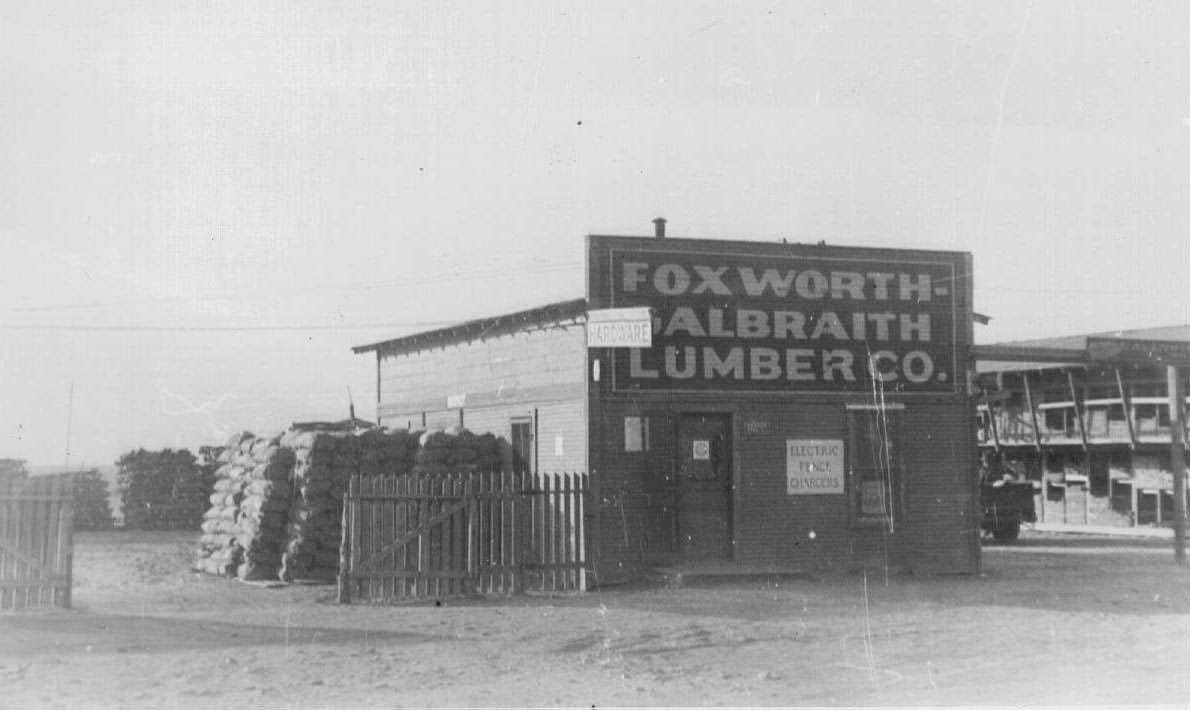 FOXWORTH-
GALBRAITH
LUMBER CO.
HARDWARE
ELECTRIC
FENCE
CHARGERS